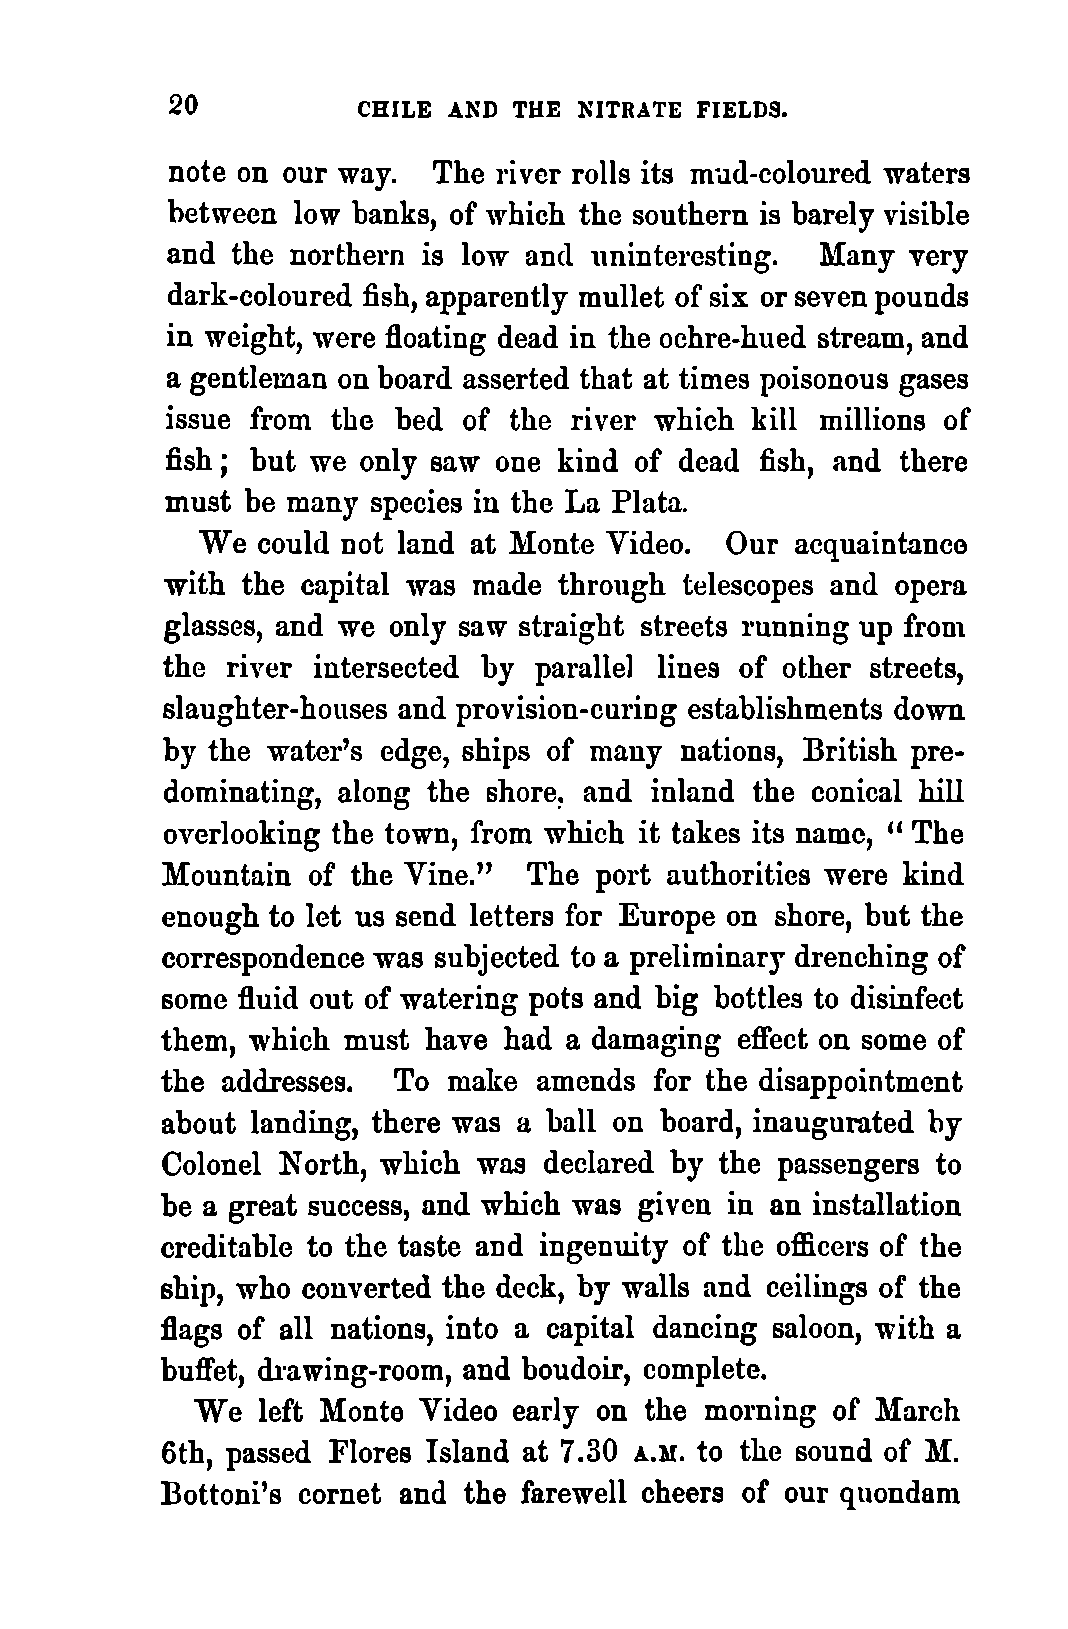 20 CHILE AND THE NITRATE FIELDS.
note on our way. The river rolls its mud-coloured waters
between low banks, of which the southern is barely visible
and the northern is low and uninteresting. Many very
dark-coloured fish, apparently mullet of six or seven pounds
in weight, were floating dead in the ochre-hued stream, and
a gentleman on board asserted that at times poisonous gases
issue from the bed of the river which kill millions of
fish; but we only saw one kind of dead fish, and there
must be many species in the La Plata.
We could not land at Monte Video. Our acquaintance
with the capital was made through telescopes and opera
glasses, and we only saw straight streets running up from
the river intersected by parallel lines of other streets,
slaughter-houses and provision-curing establishments down
by the water's edge, ships of many nations, British pre-
dominating, along the shore, and inland the conical hill
overlooking the town, from which it takes its name, "The
Mountain of the Vine." The port authorities were kind
enough to let us send letters for Europe on shore, but the
correspondence was subjected to a preliminary drenching of
some fluid out of watering pots and big bottles to disinfect
them, which must have had a damaging effect on some of
the addresses. To make amends for the disappointment
about landing, there was a ball on board, inaugurated by
Colonel North, which was declared by the passengers to
be a great success, and which was given in an installation
creditable to the taste and ingenuity of the officers of the
ship, who converted the deck, by walls and ceilings of the
flags of all nations, into a capital dancing saloon, with a
buffet, drawing-room, and boudoir, complete.
We left Monte Video early on the morning of March
6th, passed Flores Island at 7.30 A.M. to the sound of M.
Bottoni's cornet and the farewell cheers of our quondam